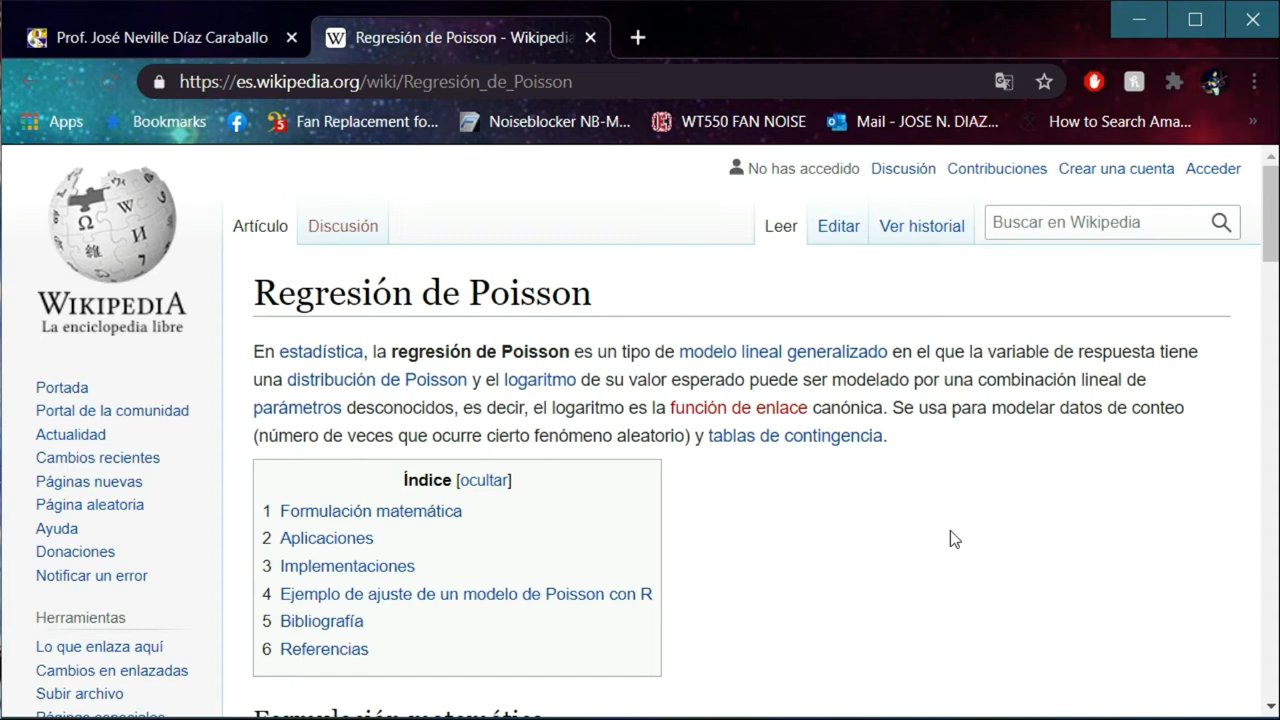 Prof. José Neville Díaz Caraballo
Regresión de Poisson - Wikipedia
https://es.wikipedia.org/wiki/Regresión_de_Poisson
Apps
Bookmarks
Fan Replacement fo...
Noiseblocker NB-M...
WT550 FAN NOISE
Mail - JOSE N. DIAZ...
How to Search Ama...
No has accedido Discusión Contribuciones Crear una cuenta Acceder
Artículo Discusión Leer Editar Ver historial Buscar en Wikipedia
WIKIPEDIA
La enciclopedia libre
Portada
Portal de la comunidad
Actualidad
Cambios recientes
Páginas nuevas
Página aleatoria
Ayuda
Donaciones
Notificar un error
Herramientas
Lo que enlaza aquí
Cambios en enlazadas
Subir archivo
Páginas especiales
Regresión de Poisson
En estadística, la regresión de Poisson es un tipo de modelo lineal generalizado en el que la variable de respuesta tiene
una distribución de Poisson y el logaritmo de su valor esperado puede ser modelado por una combinación lineal de
parámetros desconocidos, es decir, el logaritmo es la función de enlace canónica. Se usa para modelar datos de conteo
(número de veces que ocurre cierto fenómeno aleatorio) y tablas de contingencia.
Índice [ocultar]
1 Formulación matemática
2 Aplicaciones
3 Implementaciones
4 Ejemplo de ajuste de un modelo de Poisson con R
5 Bibliografía
6 Referencias
Formulación matemática